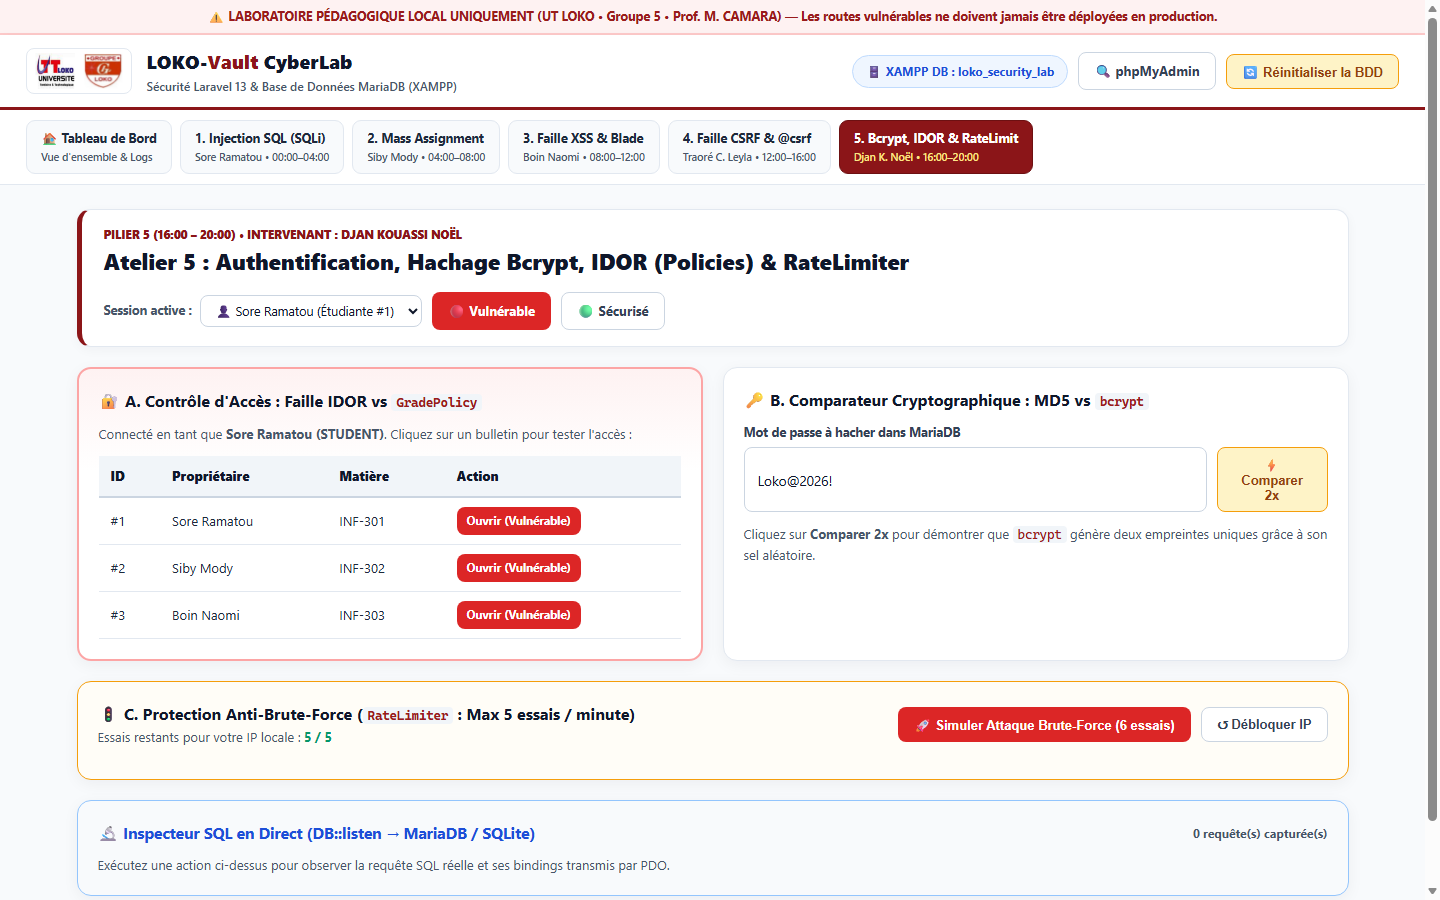 ⚠️ LABORATOIRE PÉDAGOGIQUE LOCAL UNIQUEMENT (UT LOKO • Groupe 5 • Prof. M. CAMARA) — Les routes vulnérables ne doivent jamais être déployées en production.
UT LOKO
UNIVERSITE
GROUPE
LOKO
LOKO-Vault CyberLab
Sécurité Laravel 13 & Base de Données MariaDB (XAMPP)
XAMPP DB : loko_security_lab
🔍 phpMyAdmin
🔄 Réinitialiser la BDD
🏠 Tableau de Bord
Vue d'ensemble & Logs
1. Injection SQL (SQLi)
Sore Ramatou • 00:00–04:00
2. Mass Assignment
Siby Mody • 04:00–08:00
3. Faille XSS & Blade
Boin Naomi • 08:00–12:00
4. Faille CSRF & @csrf
Traoré C. Leyla • 12:00–16:00
5. Bcrypt, IDOR & RateLimit
Djan K. Noël • 16:00–20:00
PILIER 5 (16:00 – 20:00) • INTERVENANT : DJAN KOUASSI NOËL
Atelier 5 : Authentification, Hachage Bcrypt, IDOR (Policies) & RateLimiter
Session active : 👤 Sore Ramatou (Étudiante #1) 🔴 Vulnérable 🟢 Sécurisé
🔐 A. Contrôle d'Accès : Faille IDOR vs GradePolicy
Connecté en tant que Sore Ramatou (STUDENT). Cliquez sur un bulletin pour tester l'accès :
ID Propriétaire Matière Action
#1 Sore Ramatou INF-301 Ouvrir (Vulnérable)
#2 Siby Mody INF-302 Ouvrir (Vulnérable)
#3 Boin Naomi INF-303 Ouvrir (Vulnérable)
🔑 B. Comparateur Cryptographique : MD5 vs bcrypt
Mot de passe à hacher dans MariaDB
Loko@2026!
⚡
Comparer
2x
Cliquez sur Comparer 2x pour démontrer que bcrypt génère deux empreintes uniques grâce à son
sel aléatoire.
🚦 C. Protection Anti-Brute-Force ( RateLimiter : Max 5 essais / minute)
Essais restants pour votre IP locale : 5 / 5
🚀 Simuler Attaque Brute-Force (6 essais)
↺ Débloquer IP
🔬 Inspecteur SQL en Direct (DB::listen → MariaDB / SQLite)
0 requête(s) capturée(s)
Exécutez une action ci-dessus pour observer la requête SQL réelle et ses bindings transmis par PDO.